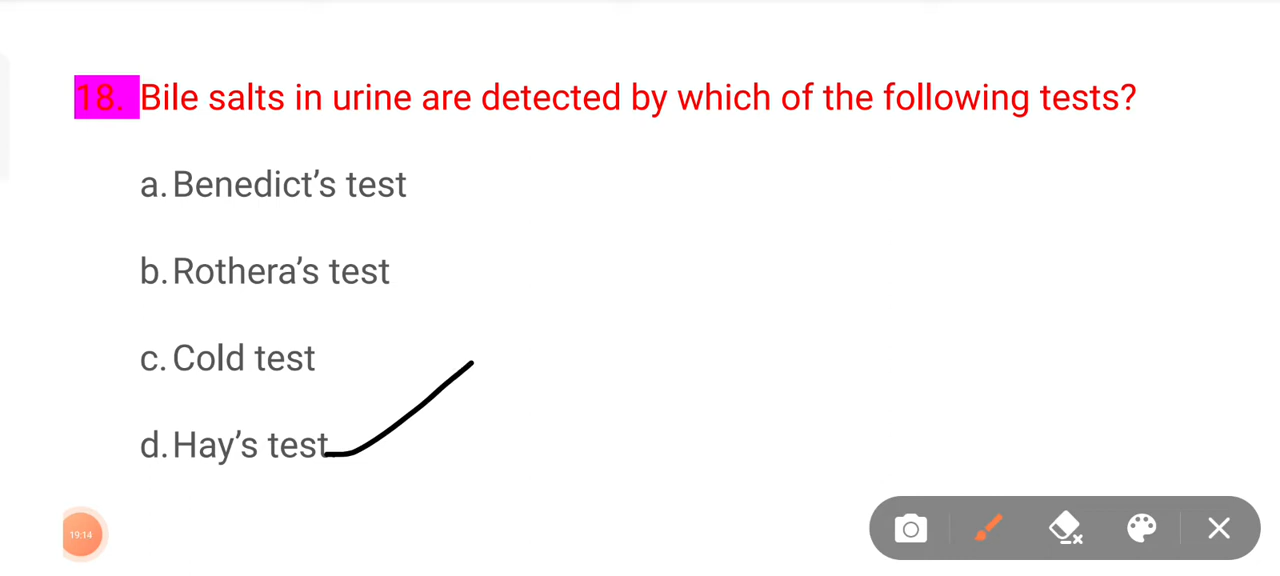 18. Bile salts in urine are detected by which of the following tests?
a. Benedict’s test
b. Rothera’s test
c. Cold test
d. Hay’s test
19:14